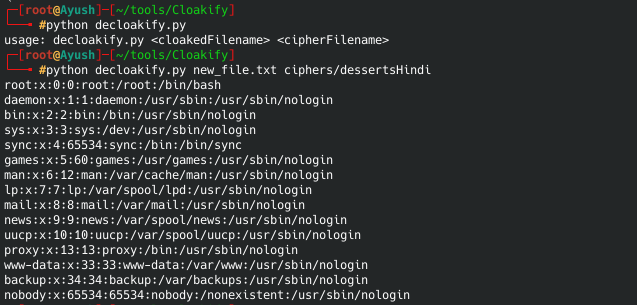 ┌─[root@Ayush]─[~/tools/Cloakify]
└──╼ #python decloakify.py
usage: decloakify.py <cloakedFilename> <cipherFilename>
┌─[root@Ayush]─[~/tools/Cloakify]
└──╼ #python decloakify.py new_file.txt ciphers/dessertsHindi
root:x:0:0:root:/root:/bin/bash
daemon:x:1:1:daemon:/usr/sbin:/usr/sbin/nologin
bin:x:2:2:bin:/bin:/usr/sbin/nologin
sys:x:3:3:sys:/dev:/usr/sbin/nologin
sync:x:4:65534:sync:/bin:/bin/sync
games:x:5:60:games:/usr/games:/usr/sbin/nologin
man:x:6:12:man:/var/cache/man:/usr/sbin/nologin
lp:x:7:7:lp:/var/spool/lpd:/usr/sbin/nologin
mail:x:8:8:mail:/var/mail:/usr/sbin/nologin
news:x:9:9:news:/var/spool/news:/usr/sbin/nologin
uucp:x:10:10:uucp:/var/spool/uucp:/usr/sbin/nologin
proxy:x:13:13:proxy:/bin:/usr/sbin/nologin
www-data:x:33:33:www-data:/var/www:/usr/sbin/nologin
backup:x:34:34:backup:/var/backups:/usr/sbin/nologin
nobody:x:65534:65534:nobody:/nonexistent:/usr/sbin/nologin